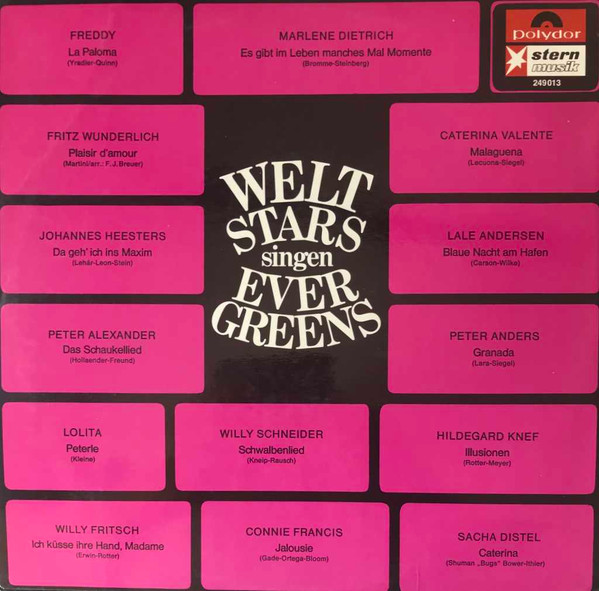 FREDDY
La Paloma
(Yradier-Quinn)
MARLENE DIETRICH
Es gibt im Leben manches Mal Momente
(Bromme-Steinberg)
Polydor
stern
musik
249013
FRITZ WUNDERLICH
Plaisir d'amour
(Martini/arr.: F.J.Breuer)
CATERINA VALENTE
Malaguena
(Lecuona-Siegel)
JOHANNES HEESTERS
Da geh' ich ins Maxim
(Lehár-Leon-Stein)
LALE ANDERSEN
Blaue Nacht am Hafen
(Carson-Wilke)
WELT
STARS
singen
EVER
GREENS
PETER ALEXANDER
Das Schaukellied
(Hollaender-Freund)
PETER ANDERS
Granada
(Lara-Siegel)
LOLITA
Peterle
(Kleine)
WILLY SCHNEIDER
Schwalbenlied
(Kneip-Rausch)
HILDEGARD KNEF
Illusionen
(Rotter-Meyer)
WILLY FRITSCH
Ich küsse ihre Hand, Madame
(Erwin-Rotter)
CONNIE FRANCIS
Jalousie
(Gade-Ortega-Bloom)
SACHA DISTEL
Caterina
(Shuman „Bugs" Bower-Ithier)